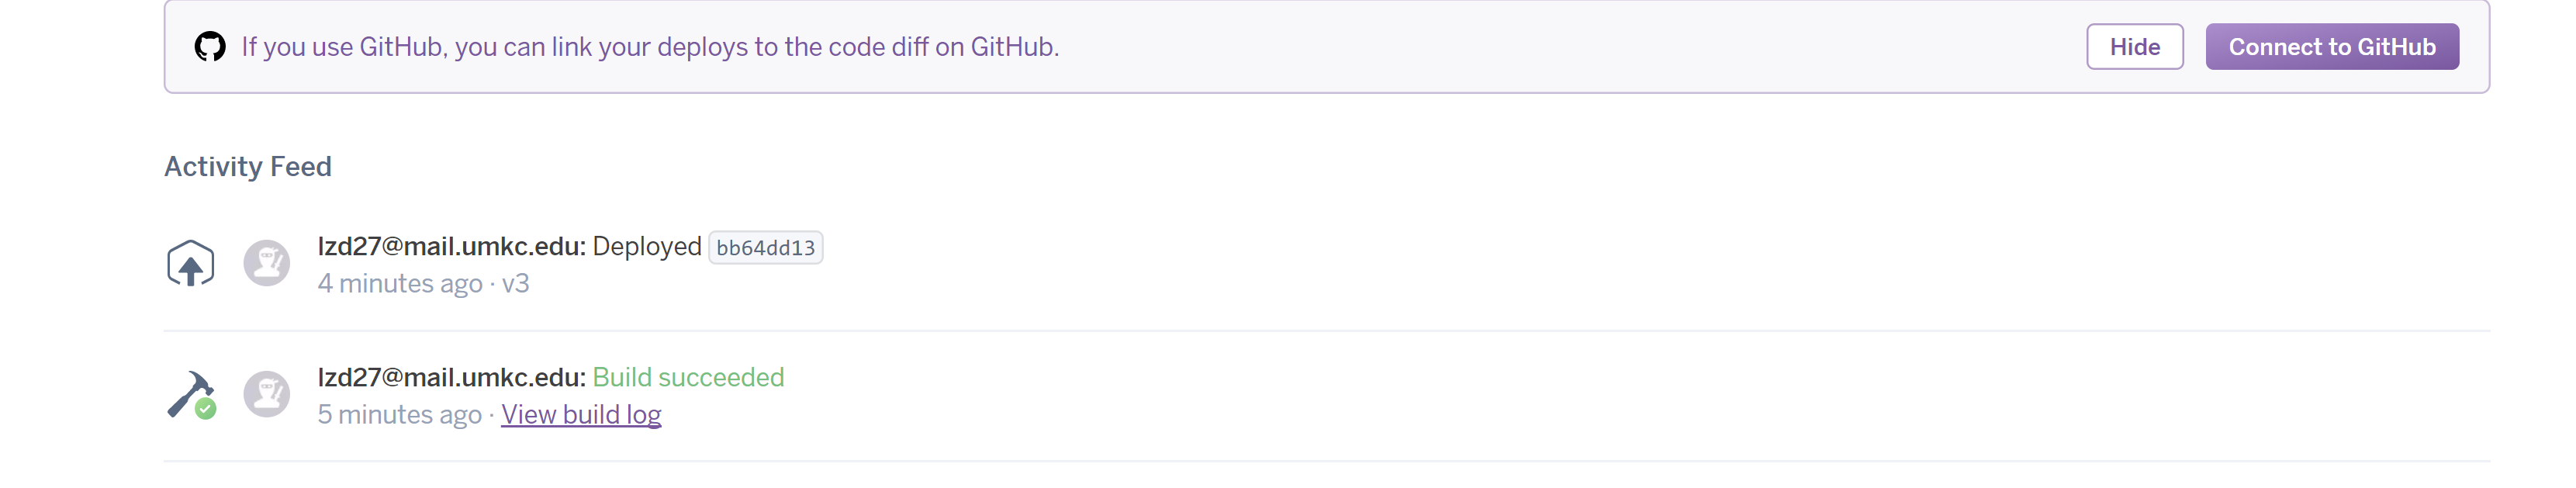 If you use GitHub, you can link your deploys to the code diff on GitHub.
Hide
Connect to GitHub
Activity Feed
lzd27@mail.umkc.edu: Deployed bb64dd13
4 minutes ago · v3
lzd27@mail.umkc.edu: Build succeeded
5 minutes ago · View build log